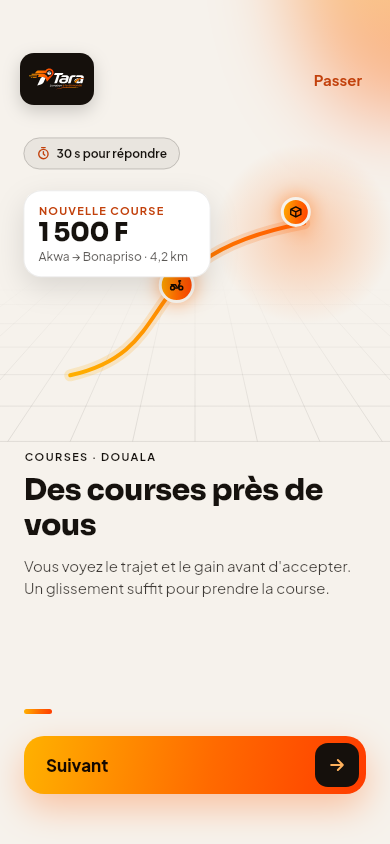 Tara
Passer
30 s pour répondre
NOUVELLE COURSE
1 500 F
Akwa → Bonapriso · 4,2 km
COURSES · DOUALA
Des courses près de
vous
Vous voyez le trajet et le gain avant d'accepter.
Un glissement suffit pour prendre la course.
Suivant